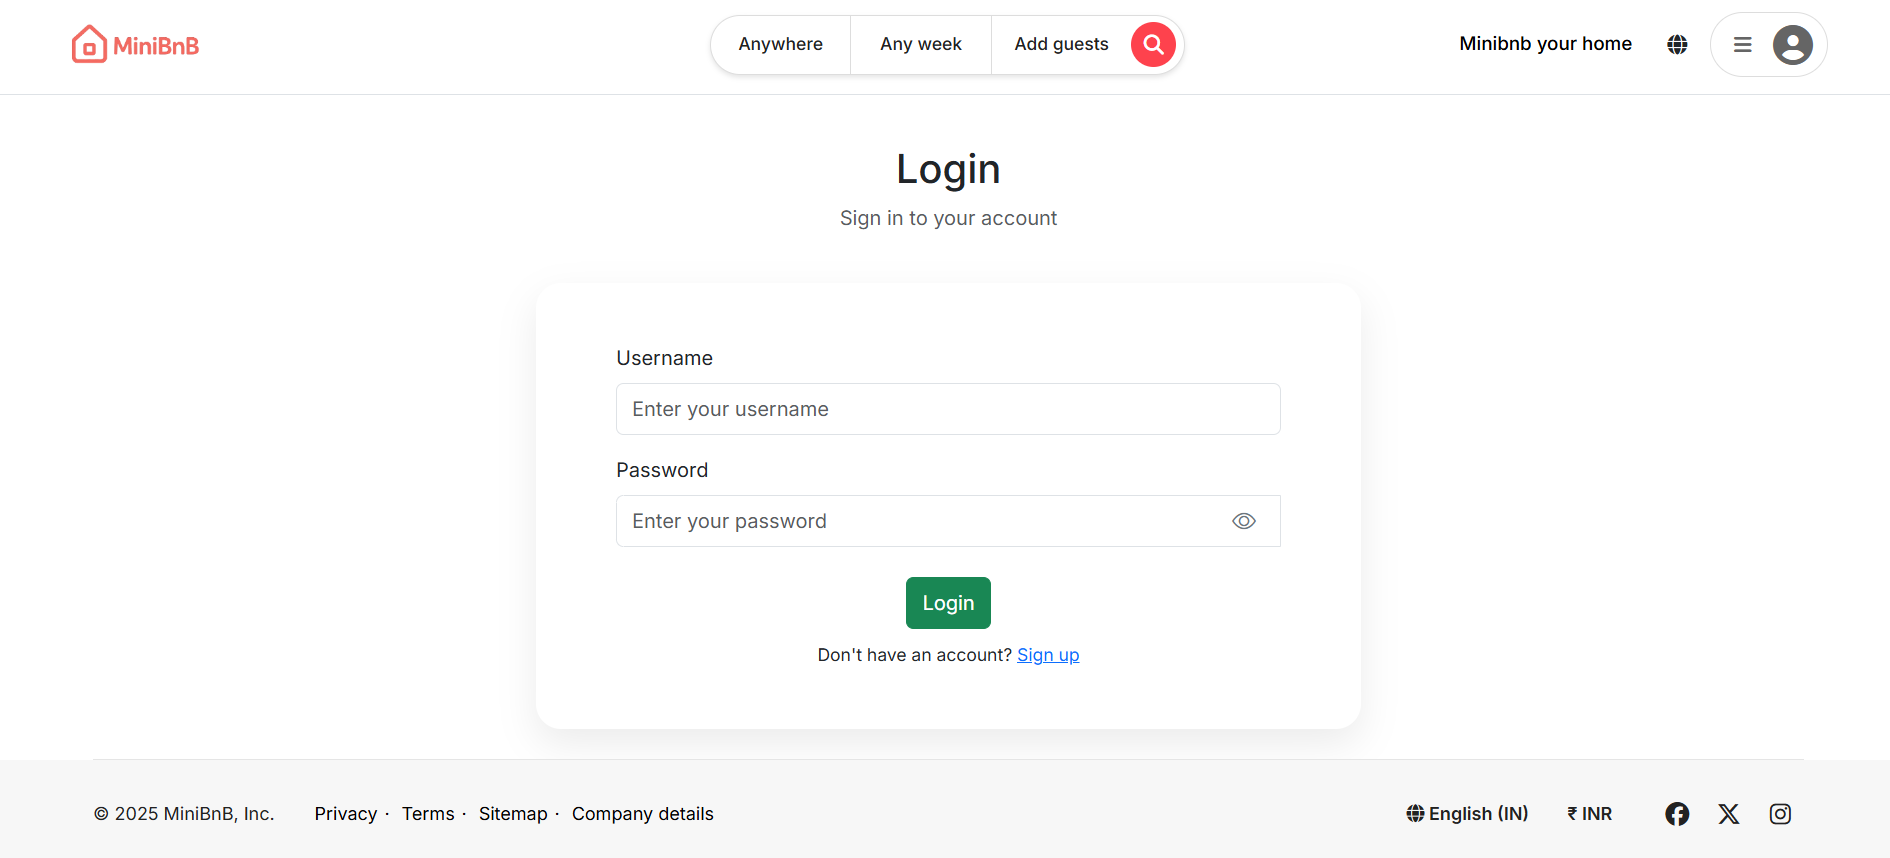 MiniBnB
Anywhere
Any week
Add guests
Minibnb your home
Login
Sign in to your account
Username
Enter your username
Password
Enter your password
Login
Don't have an account? Sign up
© 2025 MiniBnB, Inc.
Privacy · Terms · Sitemap · Company details
English (IN)
₹ INR